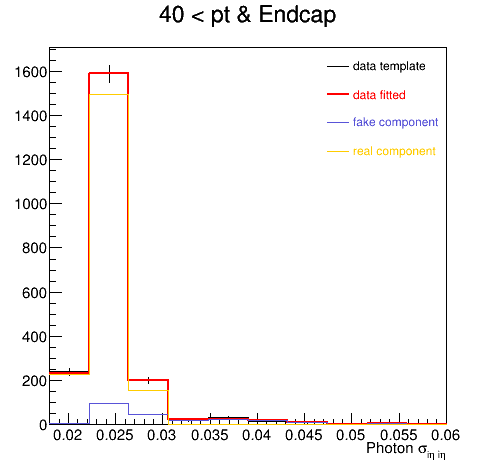 40 < pt & Endcap
data template
data fitted
fake component
real component
1600
1400
1200
1000
800
600
400
200
0
0.02 0.025 0.03 0.035 0.04 0.045 0.05 0.055 0.06
Photon σiη iη